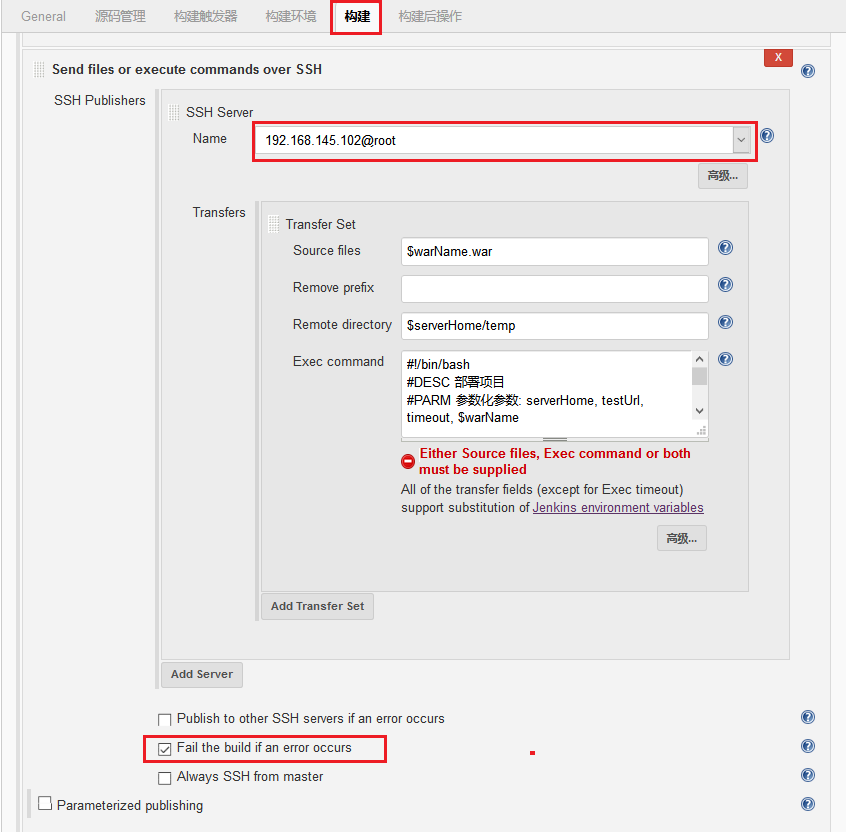 General 源码管理 构建触发器 构建环境 构建 构建后操作
X
Send files or execute commands over SSH
SSH Publishers
SSH Server
Name 192.168.145.102@root
高级...
Transfers
Transfer Set
Source files $warName.war
Remove prefix
Remote directory $serverHome/temp
Exec command #!/bin/bash
#DESC 部署项目
#PARM 参数化参数: serverHome, testUrl,
timeout, $warName
Either Source files, Exec command or both
must be supplied
All of the transfer fields (except for Exec timeout)
support substitution of Jenkins environment variables
高级...
Add Transfer Set
Add Server
Publish to other SSH servers if an error occurs
Fail the build if an error occurs
Always SSH from master
Parameterized publishing